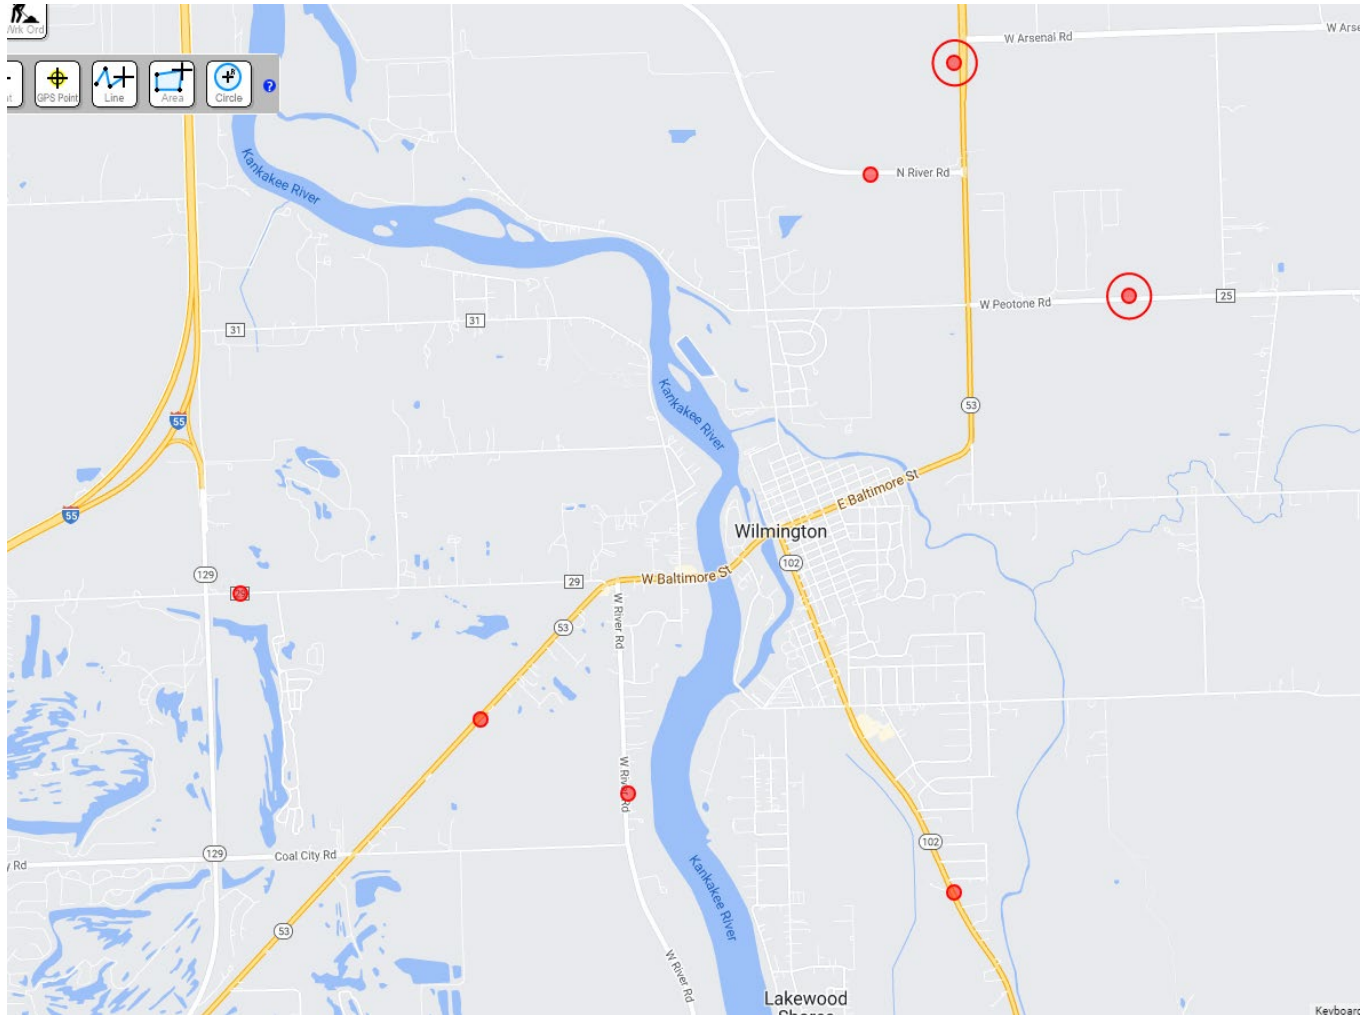 Wrk Ord
GPS Point
Line
Area
Circle
?
W Arsenal Rd
W Arse
Kankakee River
N River Rd
W Peotone Rd
25
31
31
Kankakee River
53
55
55
E Baltimore St
Wilmington
102
129
29
W Baltimore St
W River Rd
53
W River Rd
102
129
Coal City Rd
y Rd
Kankakee River
53
W River Rd
Lakewood
Shores
Keyboard